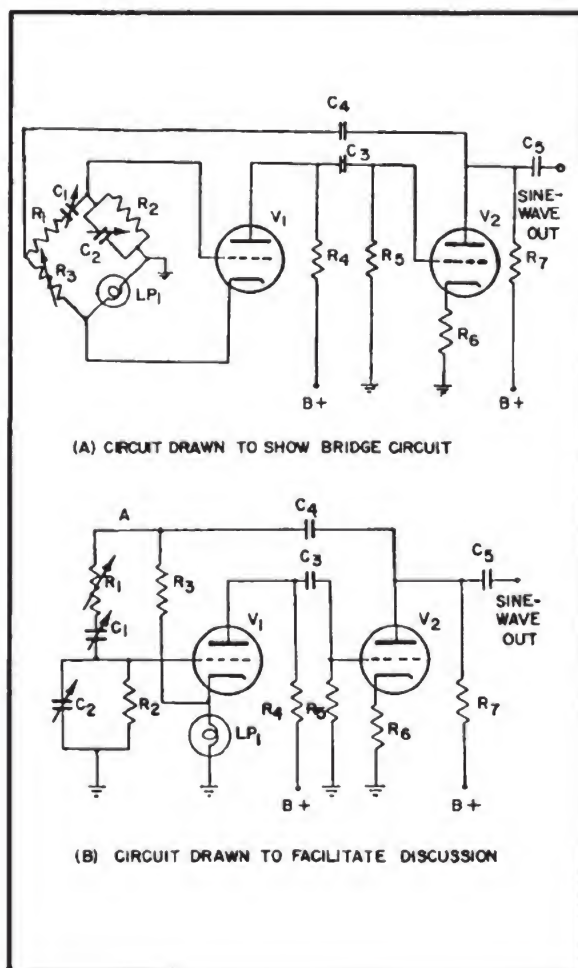 C4
C3
C5
C1
R1
R2
C2
R3
LP1
V1
V2
R4
R5
R6
R7
SINE-
WAVE
OUT
B+
B+
(A) CIRCUIT DRAWN TO SHOW BRIDGE CIRCUIT
A
C4
C3
C5
R1
R3
C1
C2
R2
V1
V2
LP1
R4
R5
R6
R7
SINE-
WAVE
OUT
B+
B+
(B) CIRCUIT DRAWN TO FACILITATE DISCUSSION